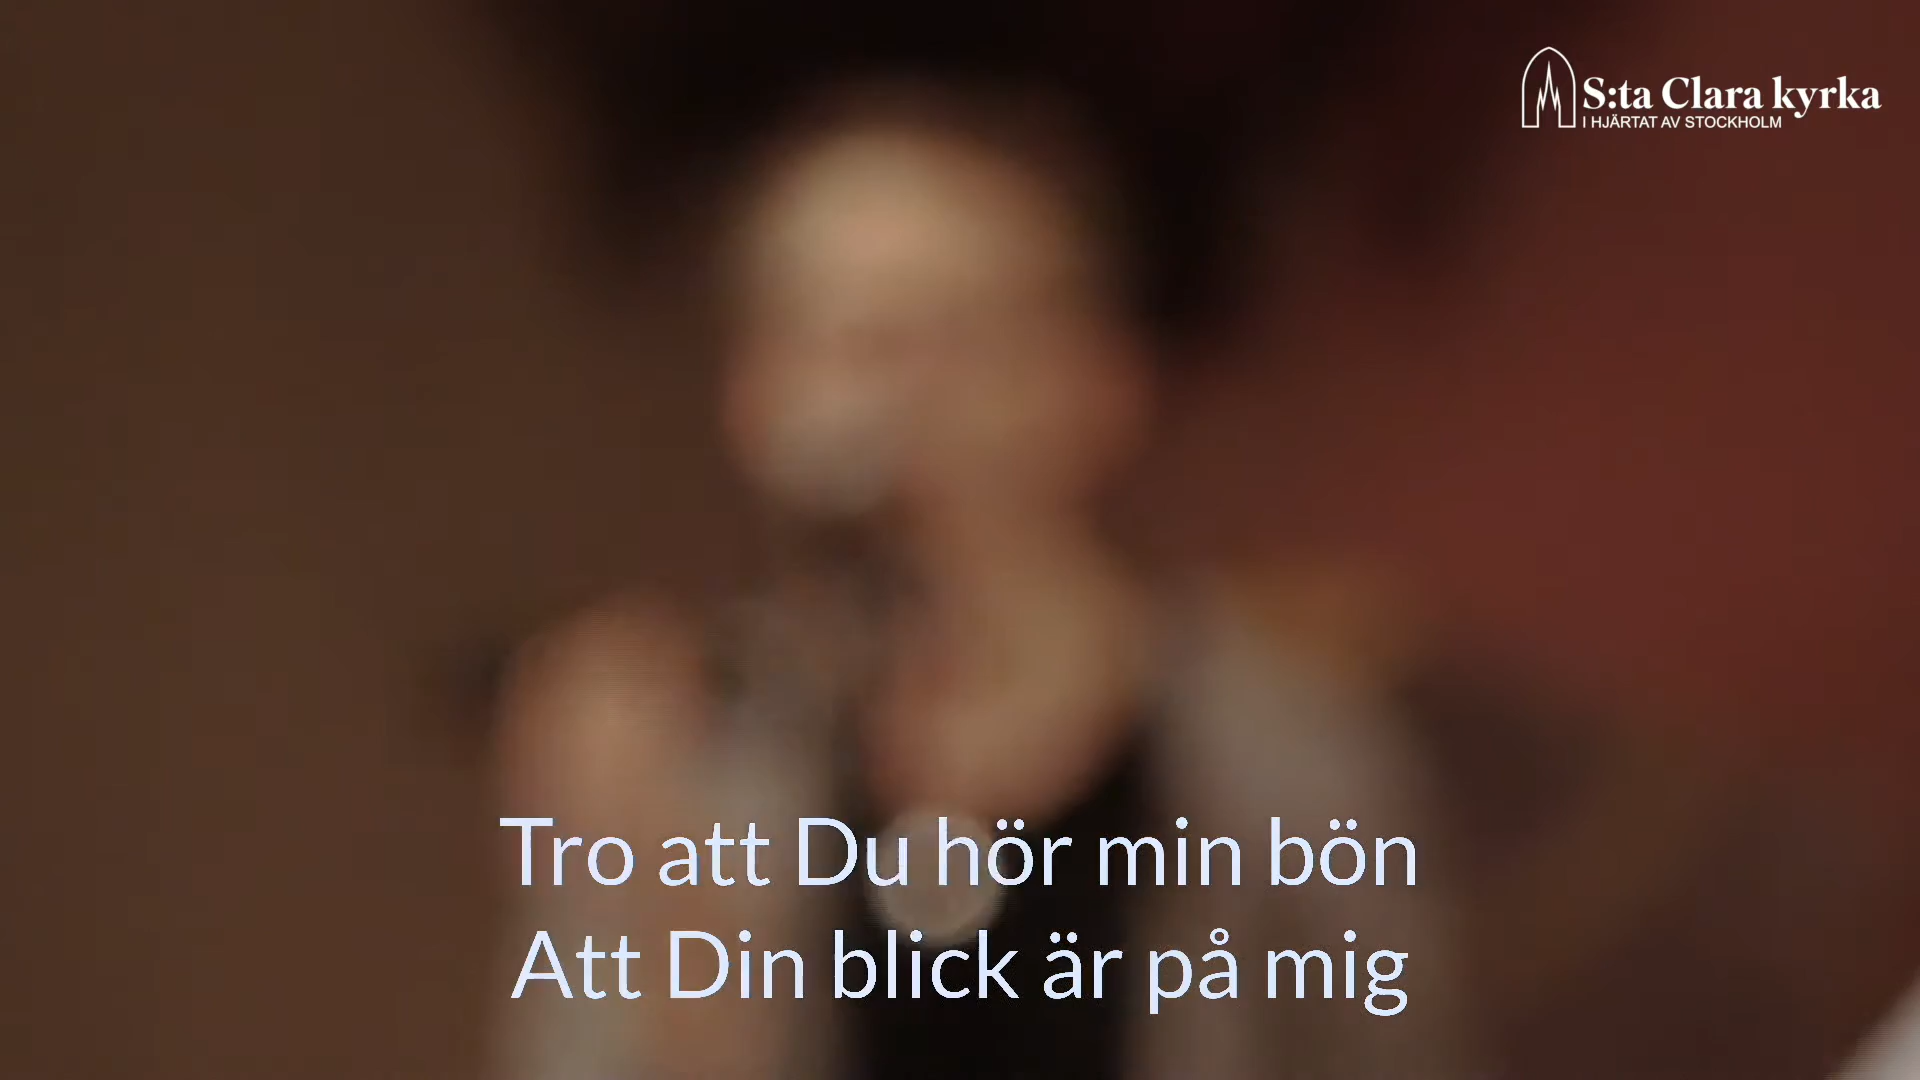 S:ta Clara kyrka
I HJÄRTAT AV STOCKHOLM
Tro att Du hör min bön
Att Din blick är på mig